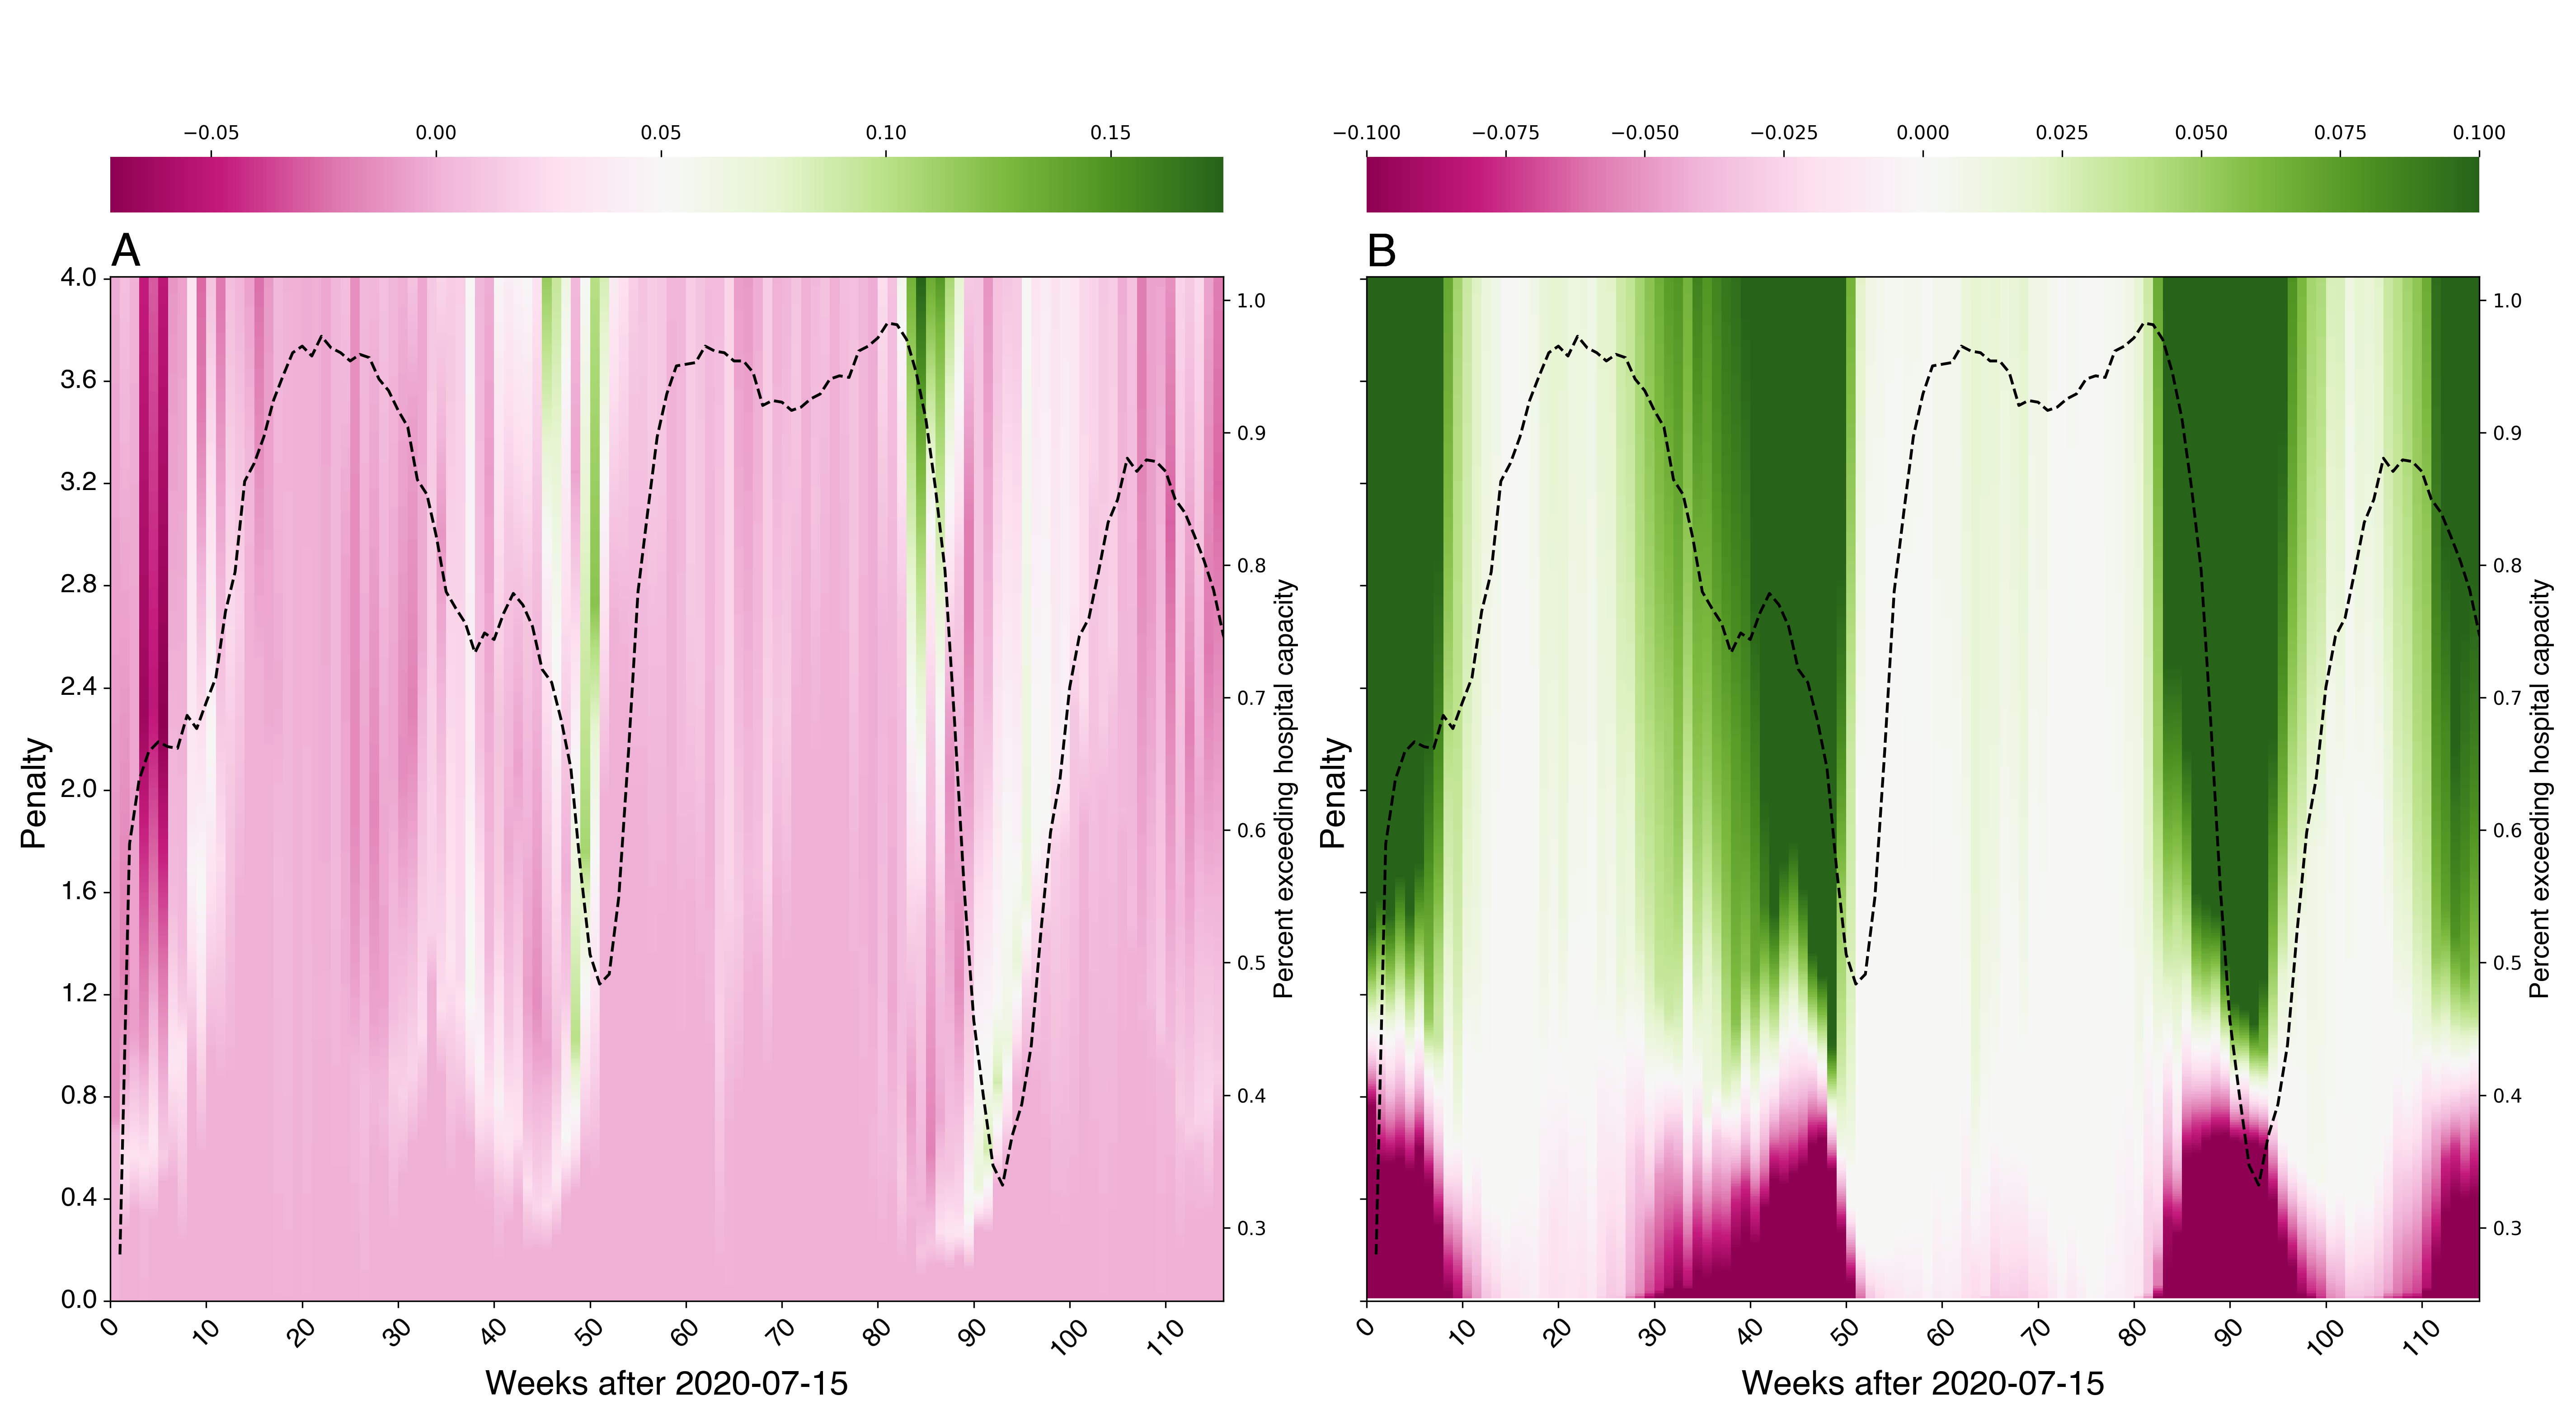 −0.05 0.00 0.05 0.10 0.15
−0.100 −0.075 −0.050 −0.025 0.000 0.025 0.050 0.075 0.100
A
4.0
3.6
3.2
2.8
2.4
2.0
1.6
1.2
0.8
0.4
0.0
Penalty
1.0
0.9
0.8
0.7
0.6
0.5
0.4
0.3
Percent exceeding hospital capacity
0 10 20 30 40 50 60 70 80 90 100 110
Weeks after 2020-07-15
B
Penalty
1.0
0.9
0.8
0.7
0.6
0.5
0.4
0.3
Percent exceeding hospital capacity
0 10 20 30 40 50 60 70 80 90 100 110
Weeks after 2020-07-15